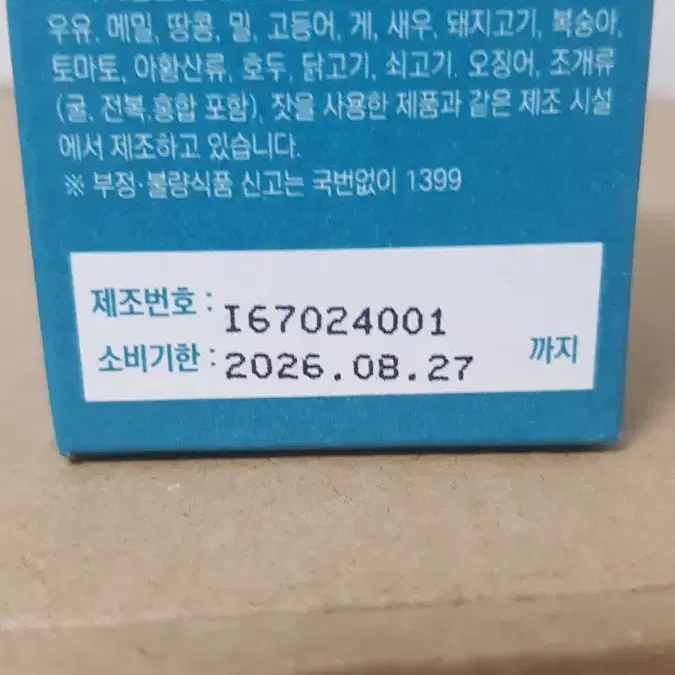 우유, 메밀, 땅콩, 밀, 고등어, 게, 새우, 돼지고기, 복숭아,
토마토, 아황산류, 호두, 닭고기, 쇠고기, 오징어, 조개류
(굴, 전복,홍합 포함), 잣을 사용한 제품과 같은 제조 시설
에서 제조하고 있습니다.
※ 부정·불량식품 신고는 국번없이 1399
제조번호 : I67024001
소비기한 : 2026.08.27 까지